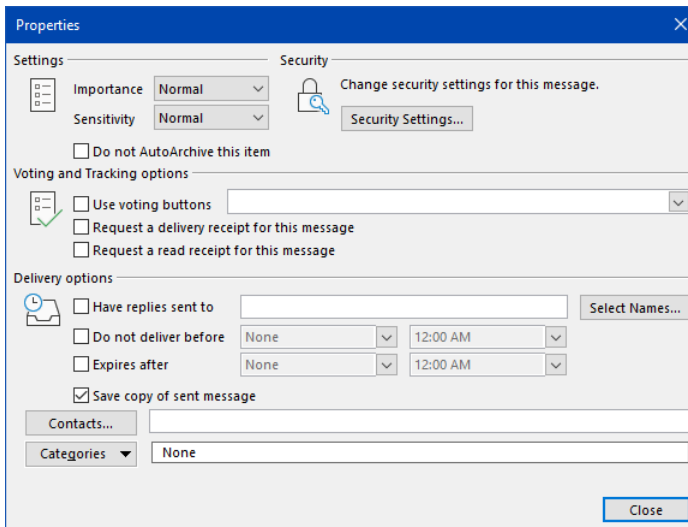 Properties
Settings
Security
Importance Normal
Change security settings for this message.
Sensitivity Normal
Security Settings...
Do not AutoArchive this item
Voting and Tracking options
Use voting buttons
Request a delivery receipt for this message
Request a read receipt for this message
Delivery options
Have replies sent to Select Names...
Do not deliver before None 12:00 AM
Expires after None 12:00 AM
Save copy of sent message
Contacts...
Categories None
Close